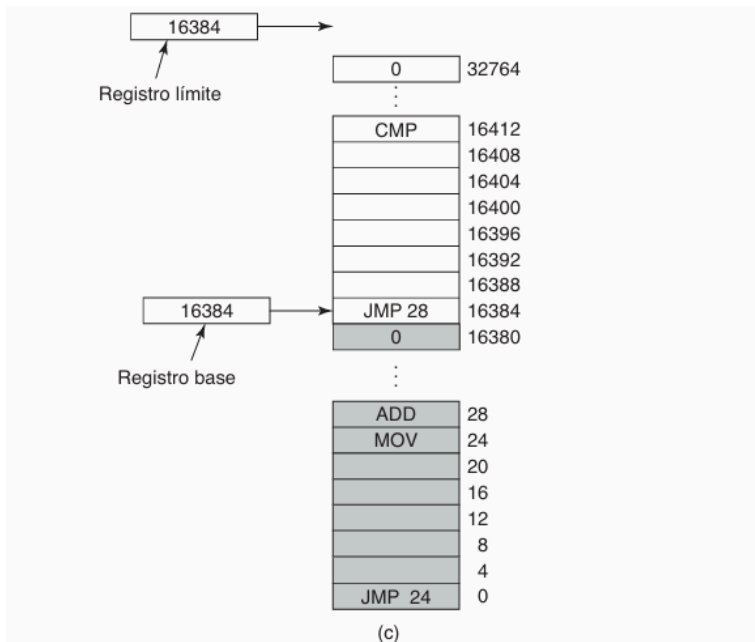 16384
Registro límite
0 32764
CMP 16412
16408
16404
16400
16396
16392
16388
16384
Registro base
JMP 28 16384
0 16380
ADD 28
MOV 24
20
16
12
8
4
JMP 24 0
(c)